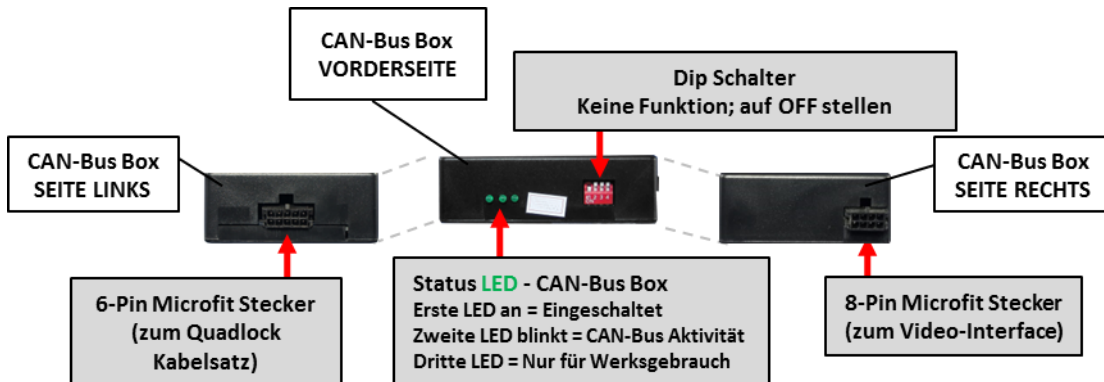 CAN-Bus Box
VORDERSEITE
Dip Schalter
Keine Funktion; auf OFF stellen
CAN-Bus Box
SEITE LINKS
CAN-Bus Box
SEITE RECHTS
6-Pin Microfit Stecker
(zum Quadlock
Kabelsatz)
Status LED - CAN-Bus Box
Erste LED an = Eingeschaltet
Zweite LED blinkt = CAN-Bus Aktivität
Dritte LED = Nur für Werksgebrauch
8-Pin Microfit Stecker
(zum Video-Interface)